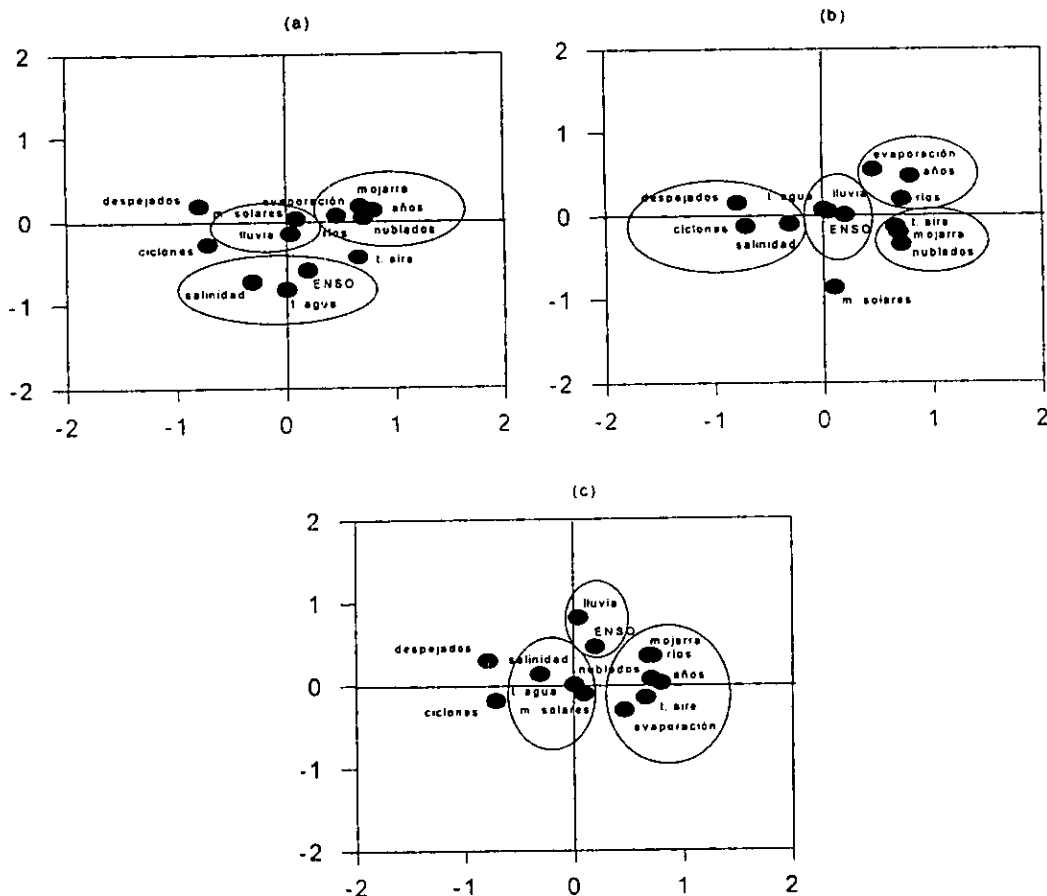 (a)
2
1
0
-1
-2
despejados
m solares
evaporación
mojarra
años
lluvia
ríos
nublados
ciclones
t. aire
salinidad
ENSO
t agua
-2
-1
0
1
2
(b)
2
1
0
-1
-2
evaporación
despejados
t. agua
lluvia
años
ríos
ciclones
salinidad
ENSO
t. aire
mojarra
nublados
m solares
-2
-1
0
1
2
(c)
2
1
0
-1
-2
lluvia
ENSO
mojarra
despejados
salinidad
nublados
ríos
años
t agua
ciclones
m solares
t. aire
evaporación
-2
-1
0
1
2